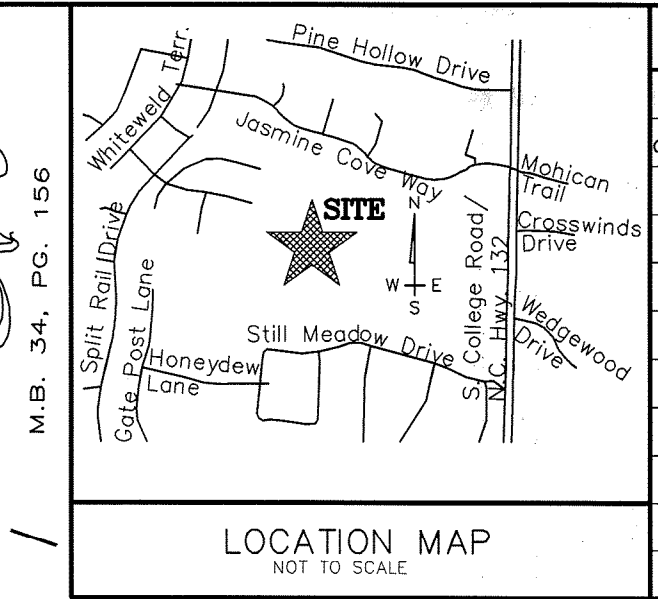 M.B. 34, PG. 156
Pine Hollow Drive
Whiteweld Terr.
Jasmine Cove Way
Mohican
Trail
SITE
N
W E
S
Crosswinds
Drive
S. College Road/
N.C. Hwy. 132
Split Rail Drive
Gate Post Lane
Still Meadow Drive
Wedgewood
Drive
Honeydew
Lane
LOCATION MAP
NOT TO SCALE